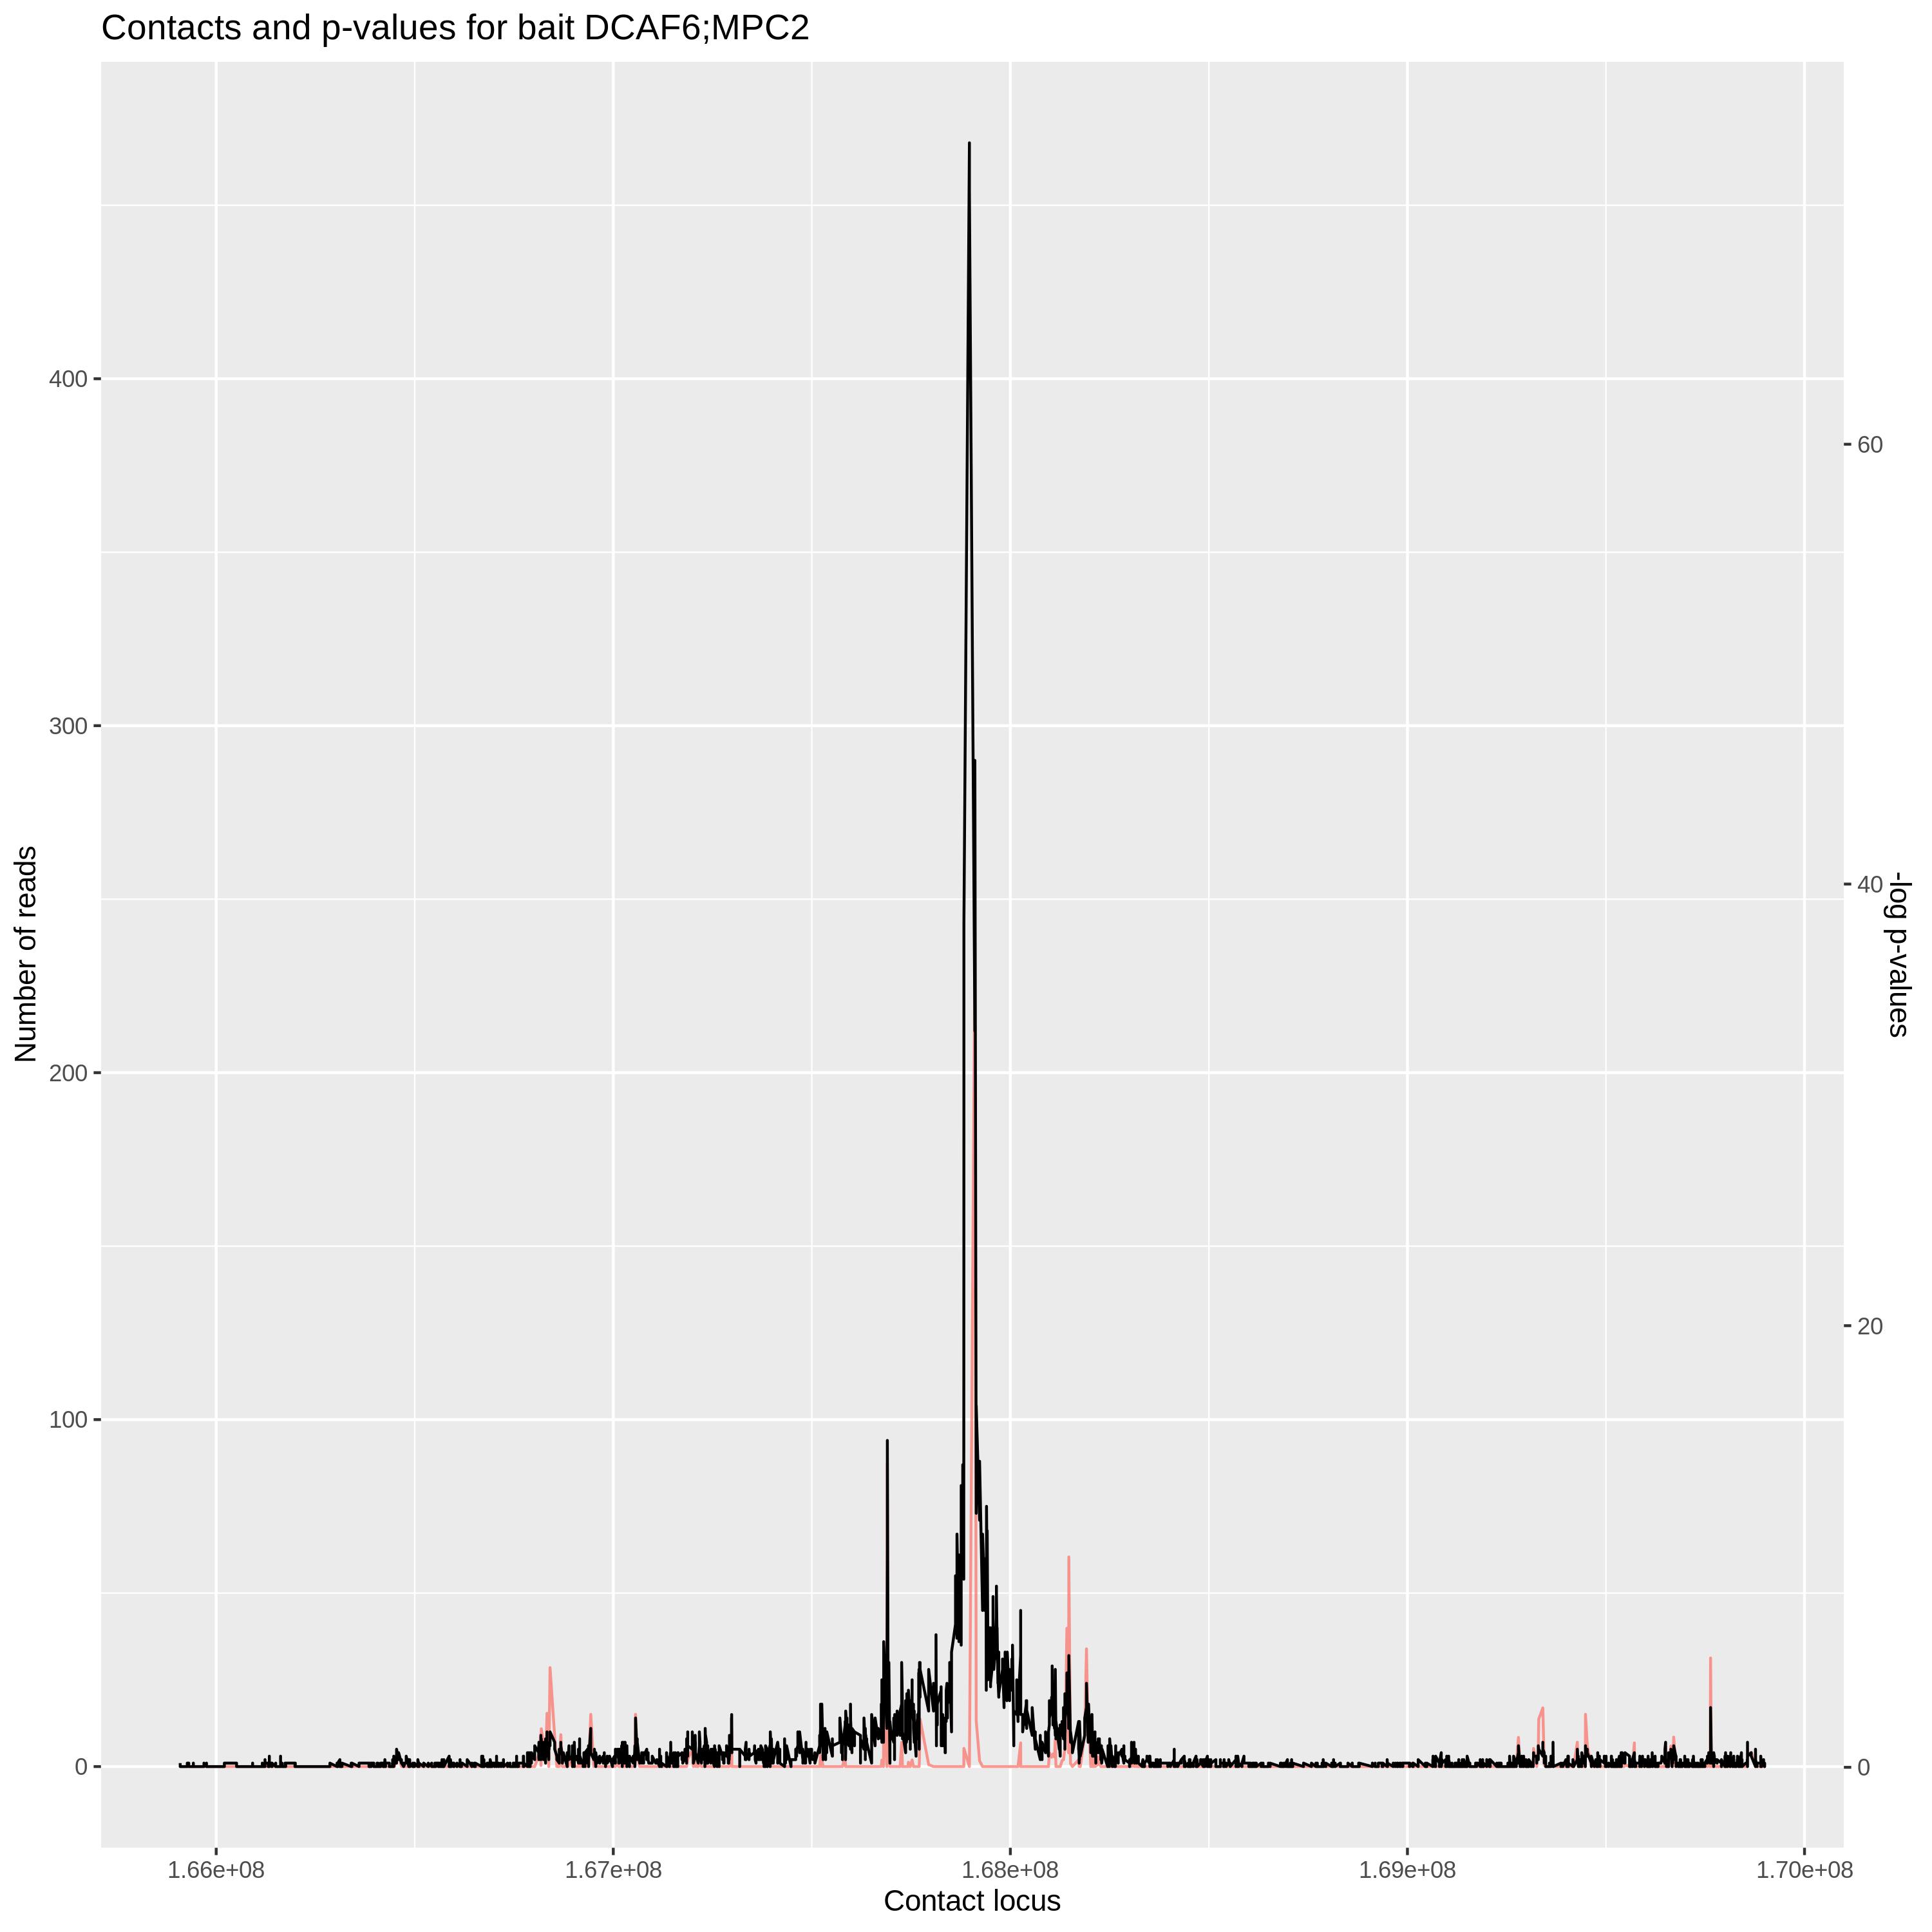 Contacts and p-values for bait DCAF6;MPC2
Number of reads
400
300
200
100
0
60
40
20
0
-log p-values
1.66e+08
1.67e+08
1.68e+08
1.69e+08
1.70e+08
Contact locus